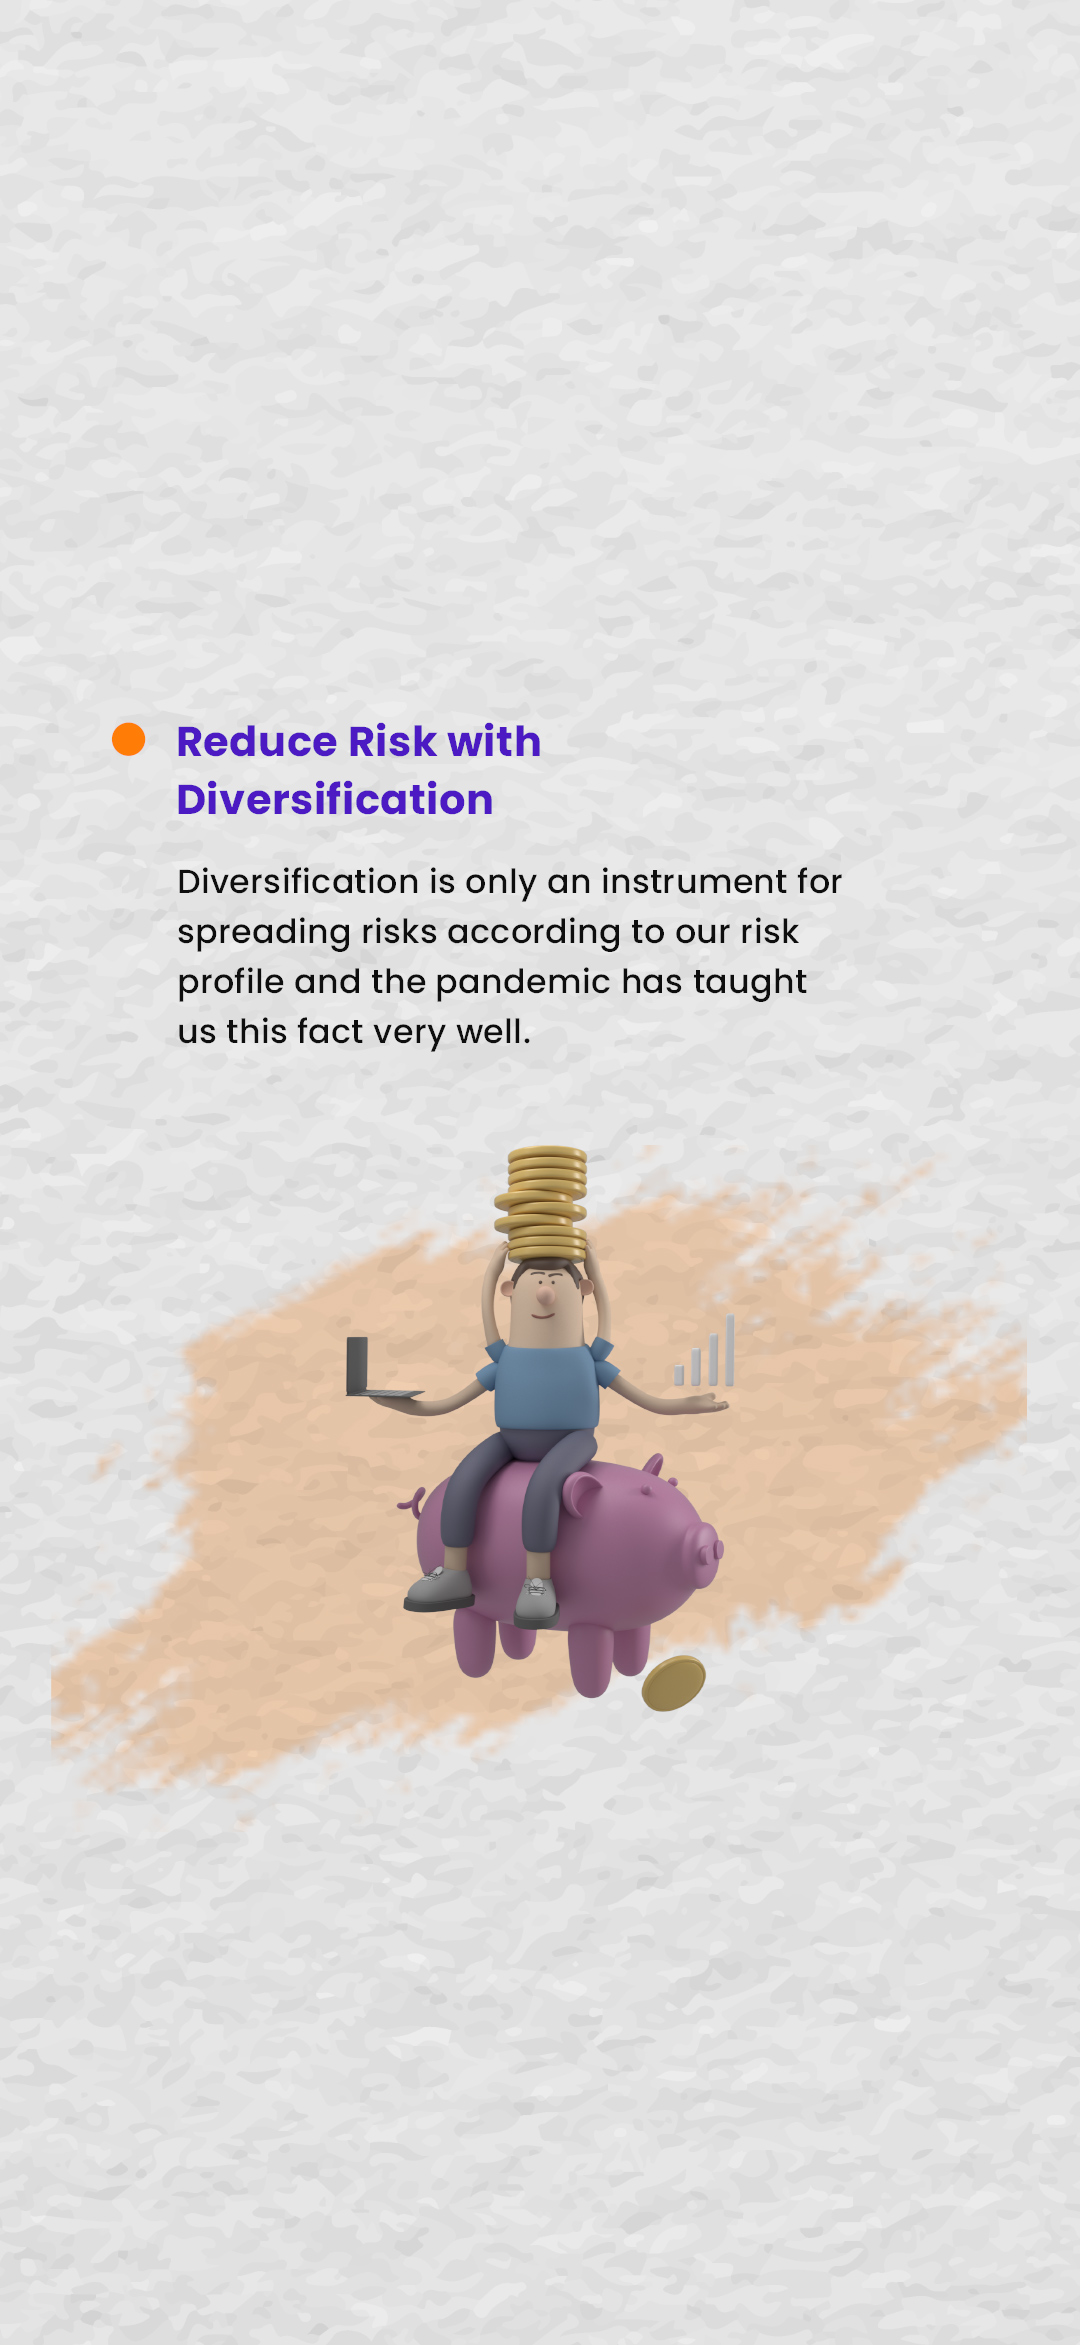 Reduce Risk with
Diversification
Diversification is only an instrument for
spreading risks according to our risk
profile and the pandemic has taught
us this fact very well.